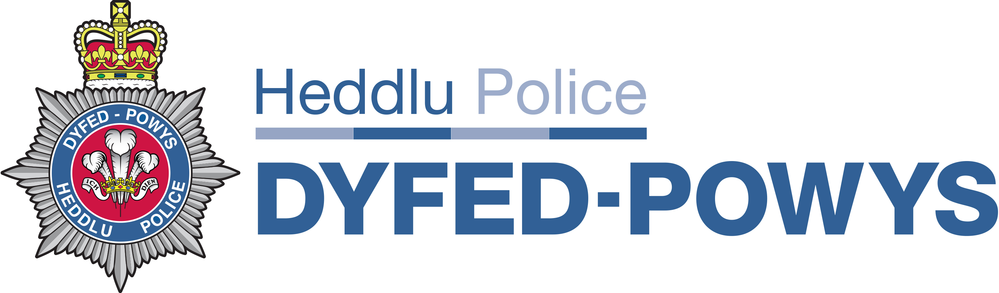 DYFED - POWYS
ICH DIEN
HEDDLU POLICE
Heddlu Police
DYFED-POWYS